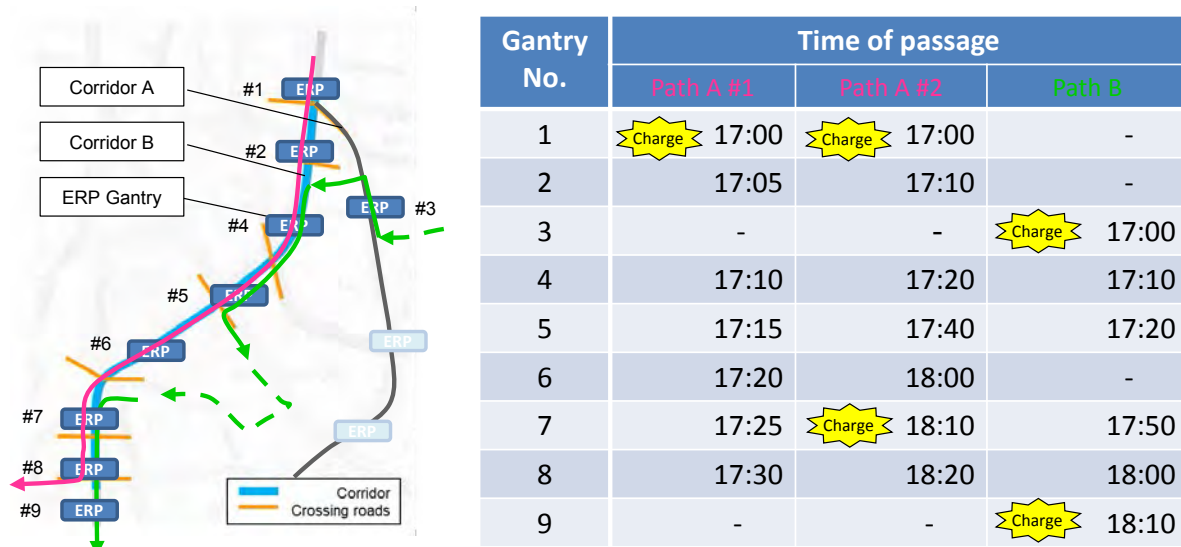 Corridor A
Corridor B
ERP Gantry
#1
ERP
#2
ERP
ERP
#3
#4
ERP
#5
ERP
ERP
#6
ERP
#7
ERP
ERP
#8
ERP
#9
ERP
Corridor
Crossing roads
Gantry No. Time of passage
Path A #1 Path A #2 Path B
1 Charge 17:00 Charge 17:00 -
2 17:05 17:10 -
3 - - Charge 17:00
4 17:10 17:20 17:10
5 17:15 17:40 17:20
6 17:20 18:00 -
7 17:25 Charge 18:10 17:50
8 17:30 18:20 18:00
9 - - Charge 18:10